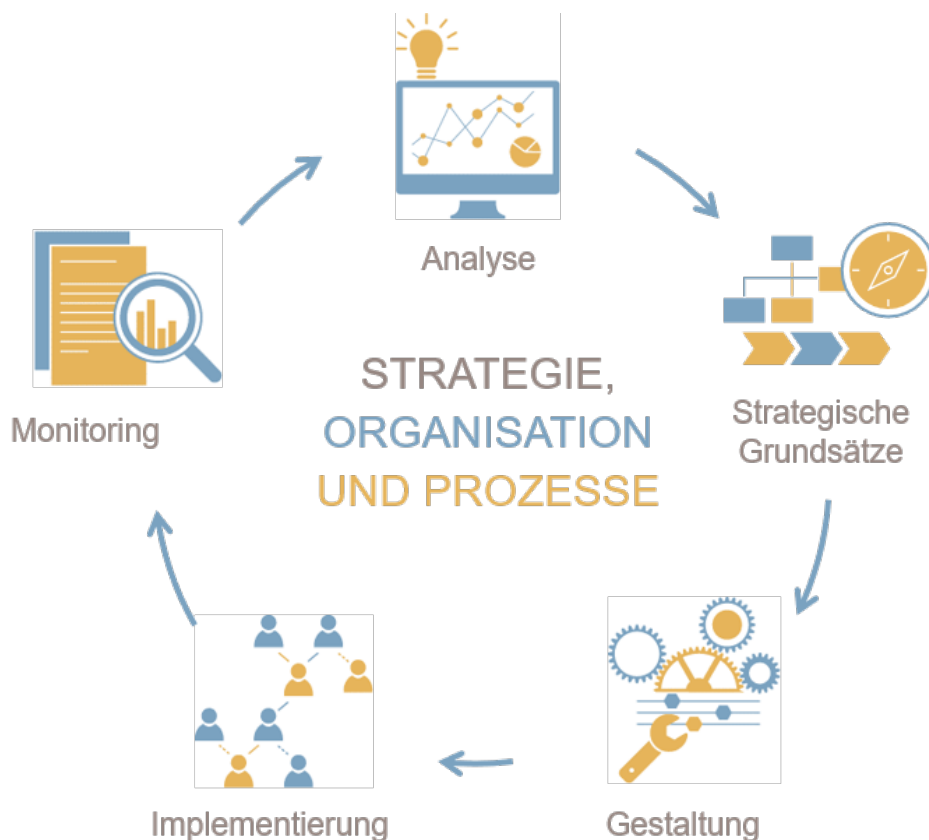 Analyse
Strategische
Grundsätze
Gestaltung
Implementierung
Monitoring
STRATEGIE,
ORGANISATION
UND PROZESSE